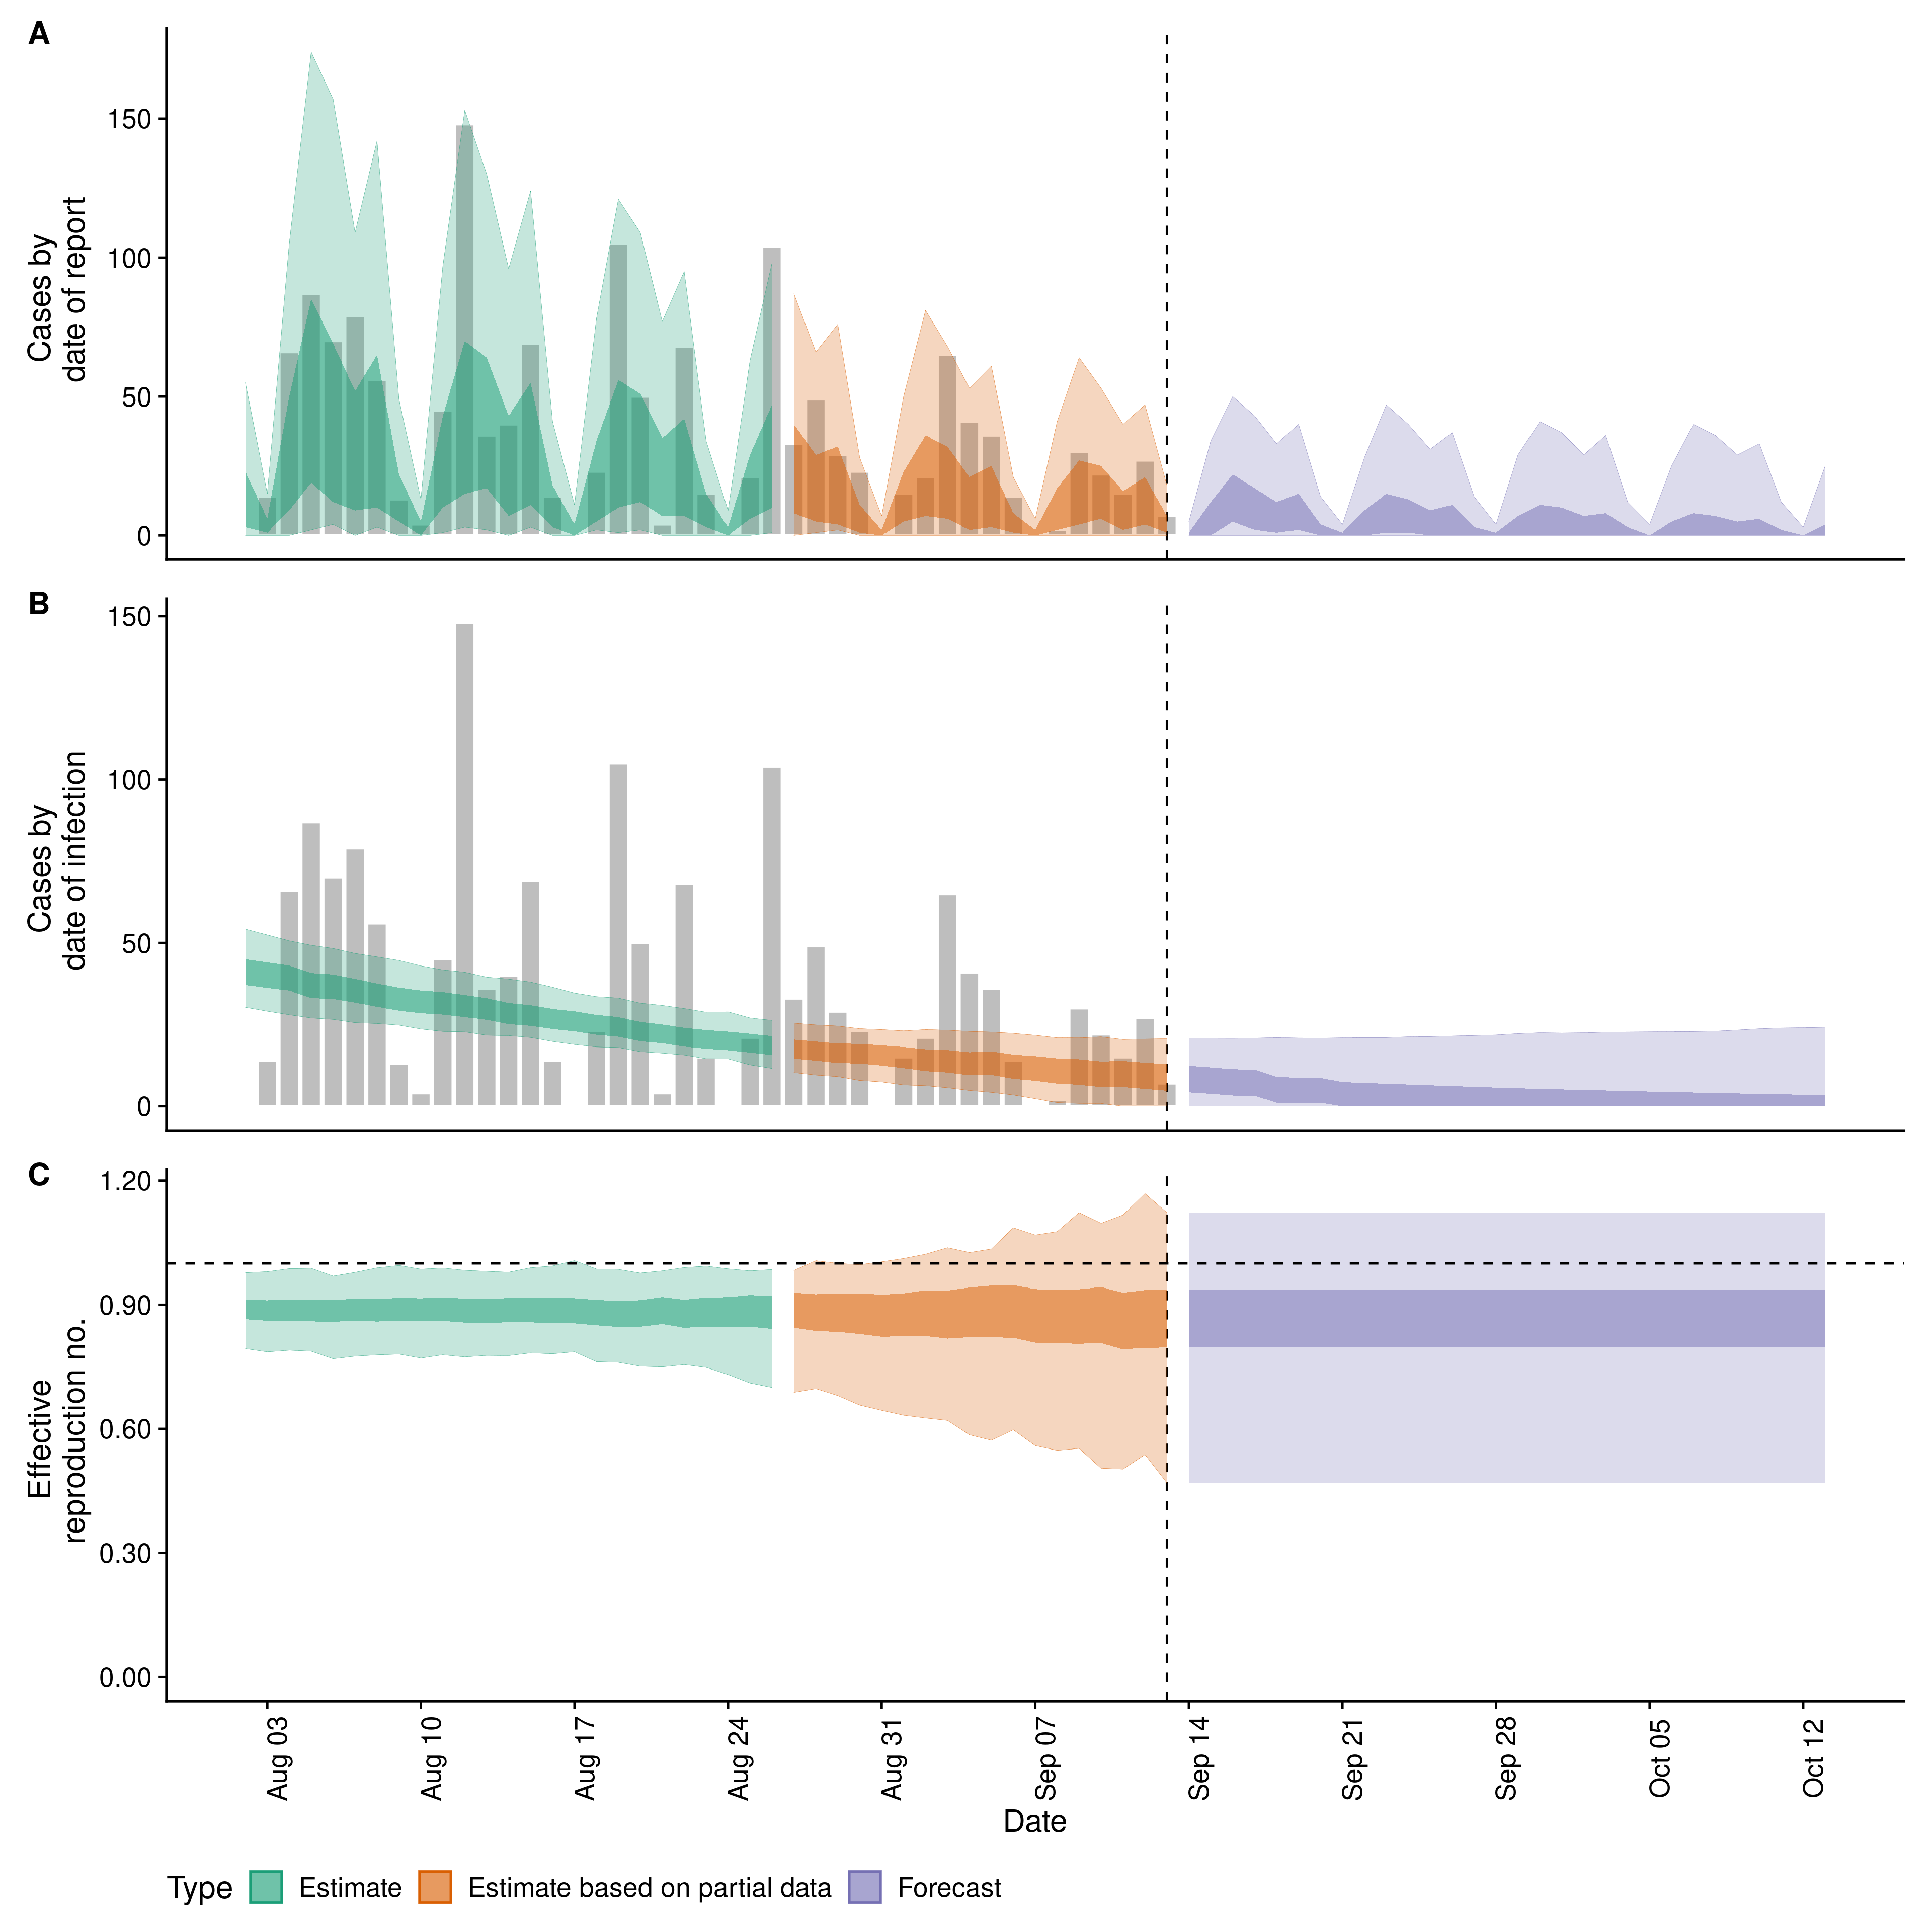 A
Cases by
date of report
150
100
50
0
B
Cases by
date of infection
150
100
50
0
C
Effective
reproduction no.
1.20
0.90
0.60
0.30
0.00
Aug 03
Aug 10
Aug 17
Aug 24
Aug 31
Sep 07
Sep 14
Sep 21
Sep 28
Oct 05
Oct 12
Date
Type Estimate Estimate based on partial data Forecast